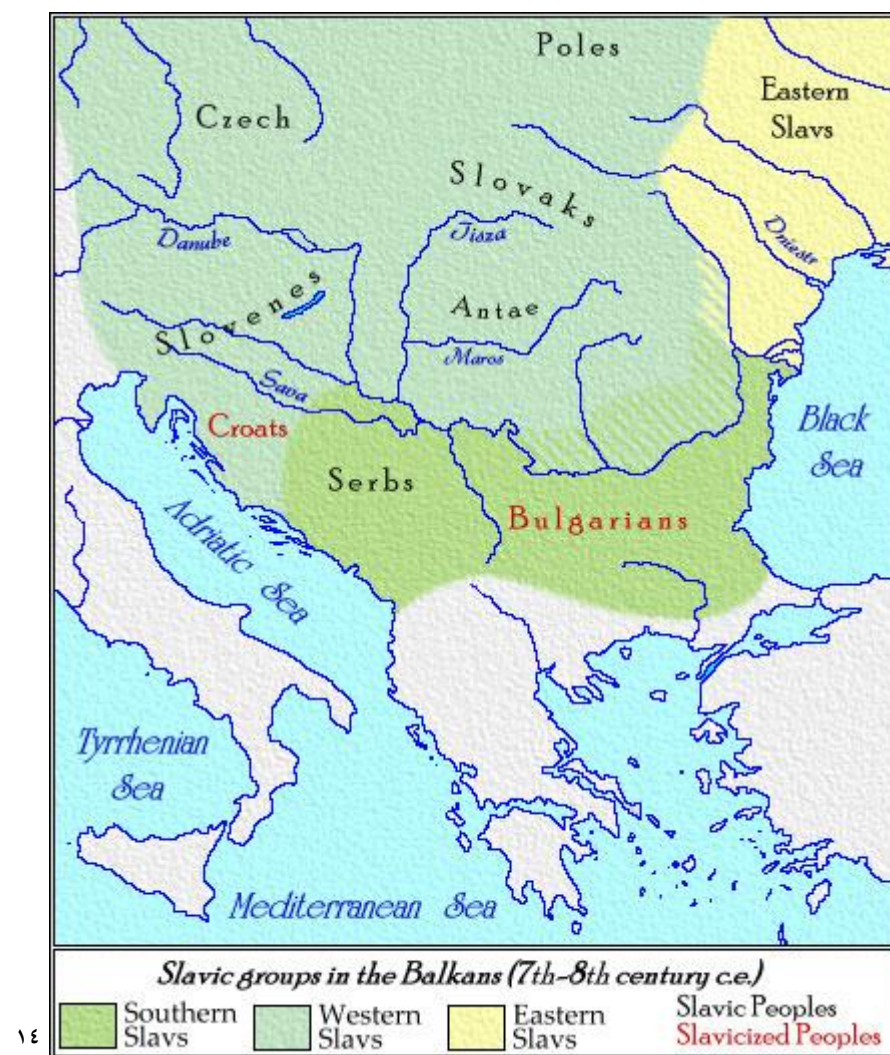 Poles
Eastern
Slavs
Czech
Slovaks
Danube
Tisza
Dniestr
Slovenes
Antae
Maros
Sava
Croats
Black
Sea
Serbs
Bulgarians
Adriatic Sea
Tyrrhenian
Sea
Mediterranean Sea
Slavic groups in the Balkans (7th-8th century c.e.)
Southern
Slavs
Western
Slavs
Eastern
Slavs
Slavic Peoples
Slavicized Peoples
١٤